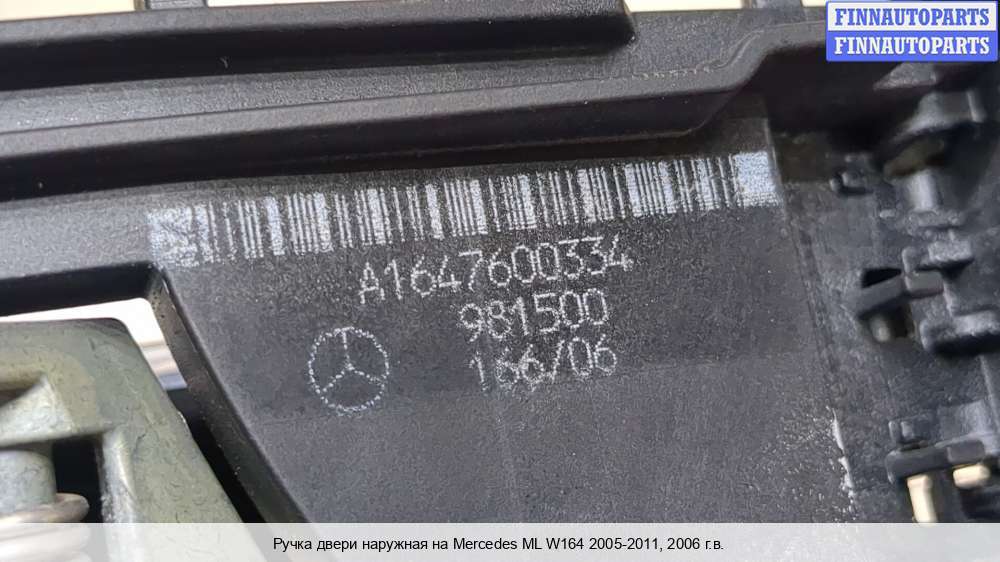 FINNAUTOPARTS
FINNAUTOPARTS
A1647600334
981500
166/06
Ручка двери наружная на Mercedes ML W164 2005-2011, 2006 г.в.